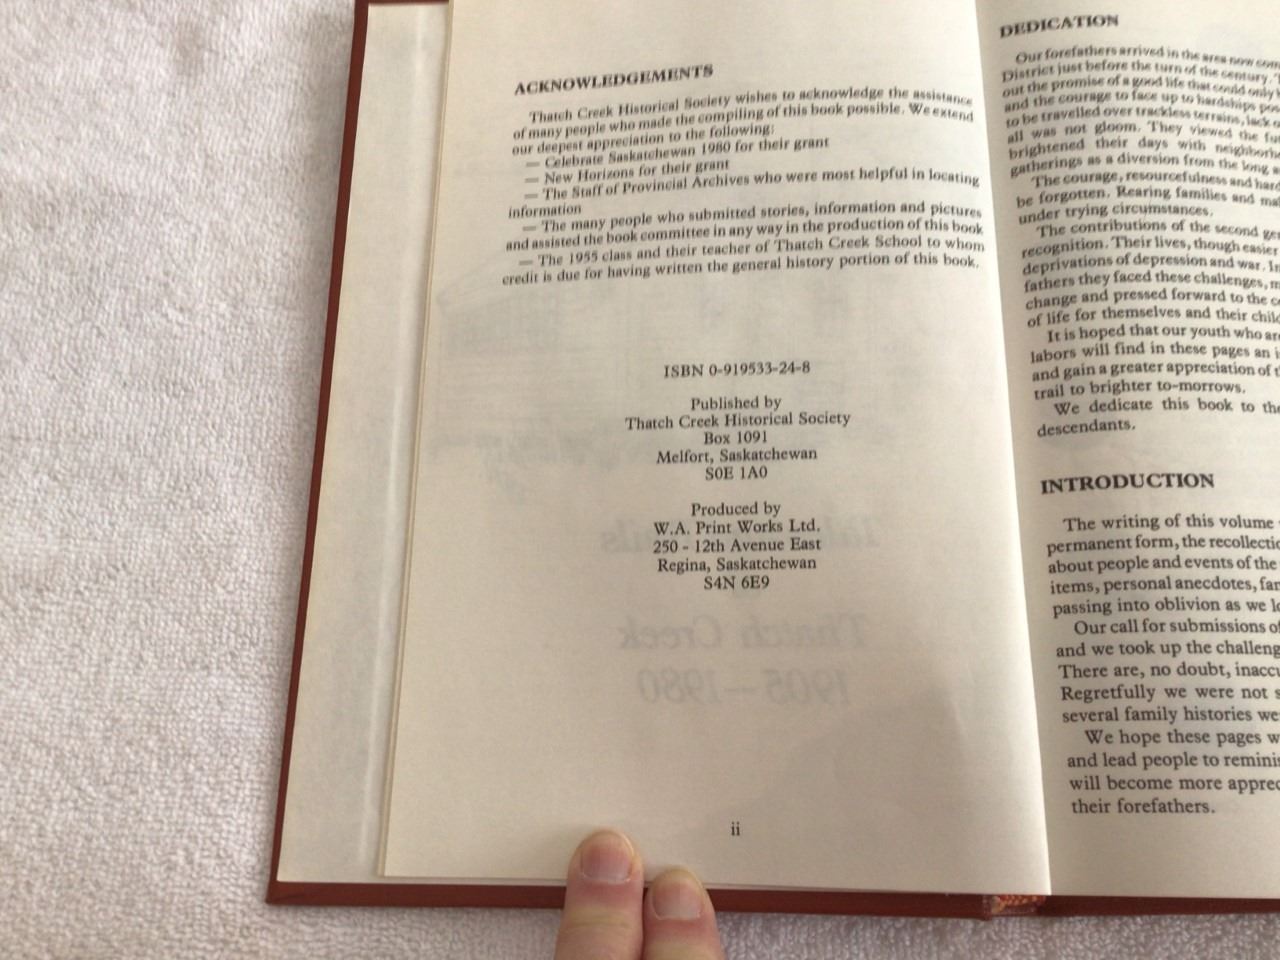 ACKNOWLEDGEMENTS
Thatch Creek Historical Society wishes to acknowledge the assistance
of many people who made the compiling of this book possible. We extend
our deepest appreciation to the following:
— Celebrate Saskatchewan 1980 for their grant
— New Horizons for their grant
— The Staff of Provincial Archives who were most helpful in locating
information
— The many people who submitted stories, information and pictures
and assisted the book committee in any way in the production of this book
— The 1955 class and their teacher of Thatch Creek School to whom
credit is due for having written the general history portion of this book.
ISBN 0-919533-24-8
Published by
Thatch Creek Historical Society
Box 1091
Melfort, Saskatchewan
S0E 1A0
Produced by
W.A. Print Works Ltd.
250 - 12th Avenue East
Regina, Saskatchewan
S4N 6E9
Thatch Creek
1905—1980
ii
DEDICATION
Our forefathers arrived in the area now
District just before the turn of the century.
out the promise of a good life that could only
and the courage to face up to hardships
to be travelled over trackless terrains, lack
all was not gloom. They viewed the
brightened their days with
gatherings as a diversion from the long
The courage, resourcefulness and
be forgotten. Rearing families and
under trying circumstances.
The contributions of the second
recognition. Their lives, though easier
deprivations of depression and war.
fathers they faced these challenges,
change and pressed forward to the
of life for themselves and their
It is hoped that our youth who
labors will find in these pages an
and gain a greater appreciation of
trail to brighter to-morrows.
We dedicate this book to the
descendants.
INTRODUCTION
The writing of this volume
permanent form, the
about people and events of the
items, personal anecdotes,
passing into oblivion as we
Our call for submissions
and we took up the
There are, no doubt,
Regretfully we were not
several family histories
We hope these pages
and lead people to
will become more
their forefathers.